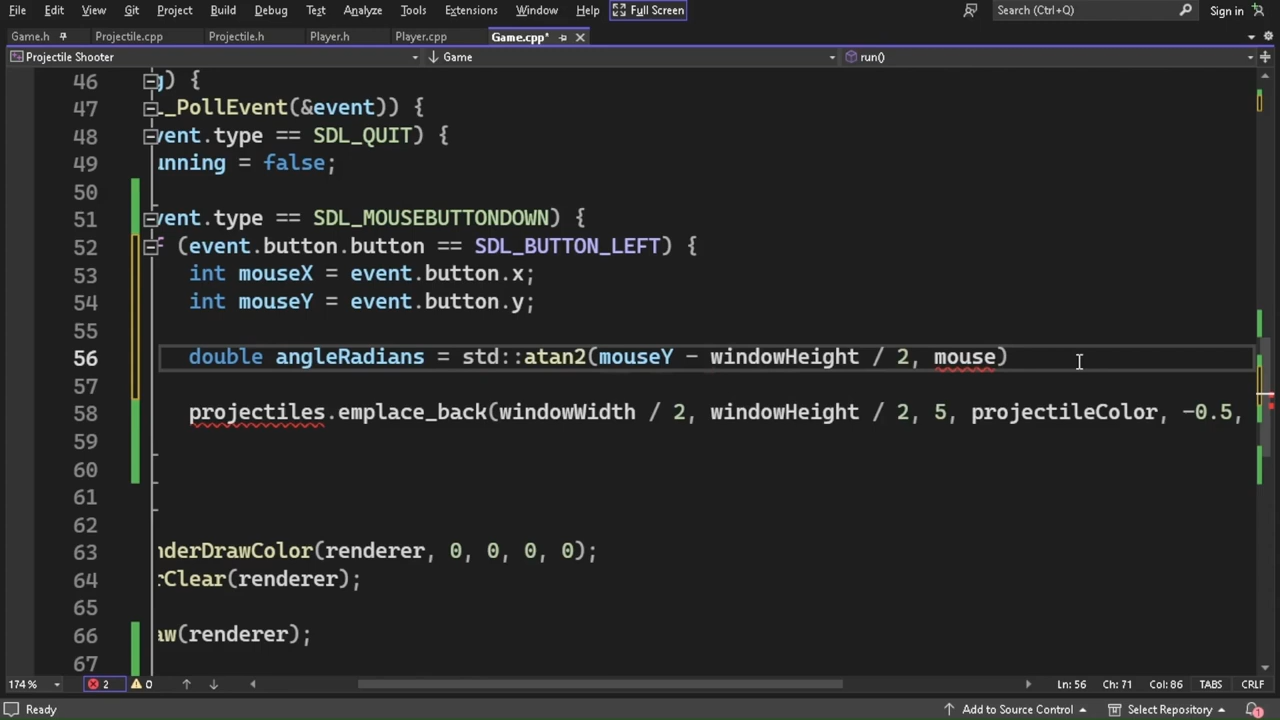 File Edit View Git Project Build Debug Test Analyze Tools Extensions Window Help Full Screen Search (Ctrl+Q) Sign in
Game.h Projectile.cpp Projectile.h Player.h Player.cpp Game.cpp*
Projectile Shooter Game run()
46 g) {
47 _PollEvent(&event)) {
48 vent.type == SDL_QUIT) {
49 unning = false;
50
51 vent.type == SDL_MOUSEBUTTONDOWN) {
52 f (event.button.button == SDL_BUTTON_LEFT) {
53 int mouseX = event.button.x;
54 int mouseY = event.button.y;
55
56 double angleRadians = std::atan2(mouseY - windowHeight / 2, mouse)
57
58 projectiles.emplace_back(windowWidth / 2, windowHeight / 2, 5, projectileColor, -0.5,
59
60
61
62
63 nderDrawColor(renderer, 0, 0, 0, 0);
64 rClear(renderer);
65
66 aw(renderer);
67
174 % 2 0 Ln: 56 Ch: 71 Col: 86 TABS CRLF
Ready Add to Source Control Select Repository 1